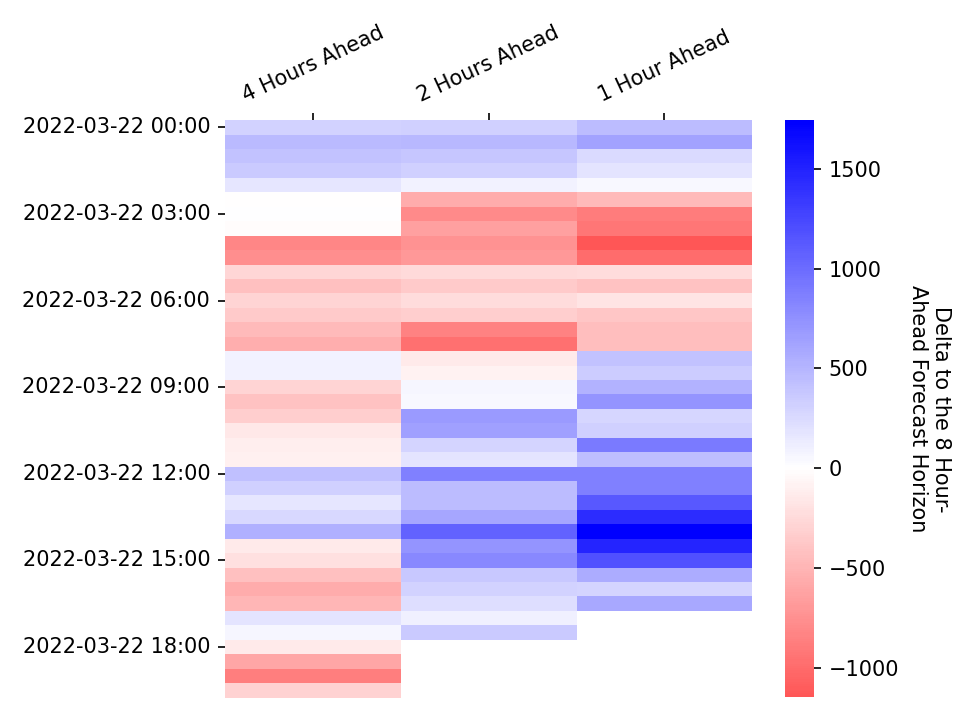 4 Hours Ahead
2 Hours Ahead
1 Hour Ahead
2022-03-22 00:00
2022-03-22 03:00
2022-03-22 06:00
2022-03-22 09:00
2022-03-22 12:00
2022-03-22 15:00
2022-03-22 18:00
1500
1000
500
0
−500
−1000
Delta to the 8 Hour-
Ahead Forecast Horizon